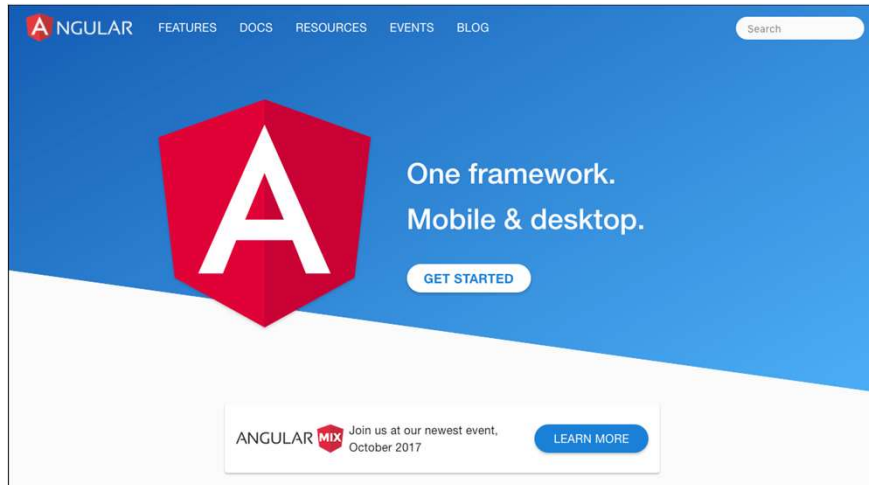 ANGULAR FEATURES DOCS RESOURCES EVENTS BLOG Search
A
One framework.
Mobile & desktop.
GET STARTED
ANGULAR MIX Join us at our newest event,
October 2017
LEARN MORE